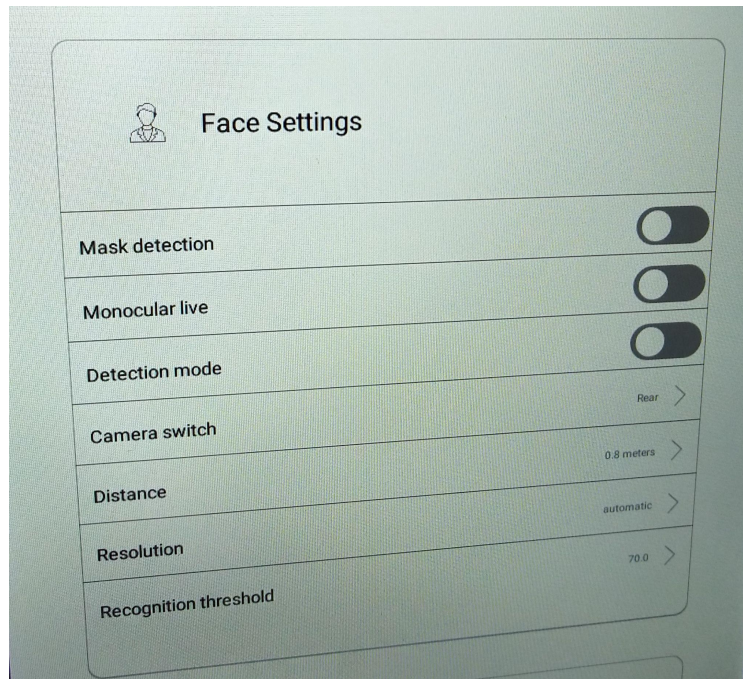 Face Settings
Mask detection
Monocular live
Detection mode
Camera switch Rear
Distance 0.8 meters
Resolution automatic
Recognition threshold 70.0